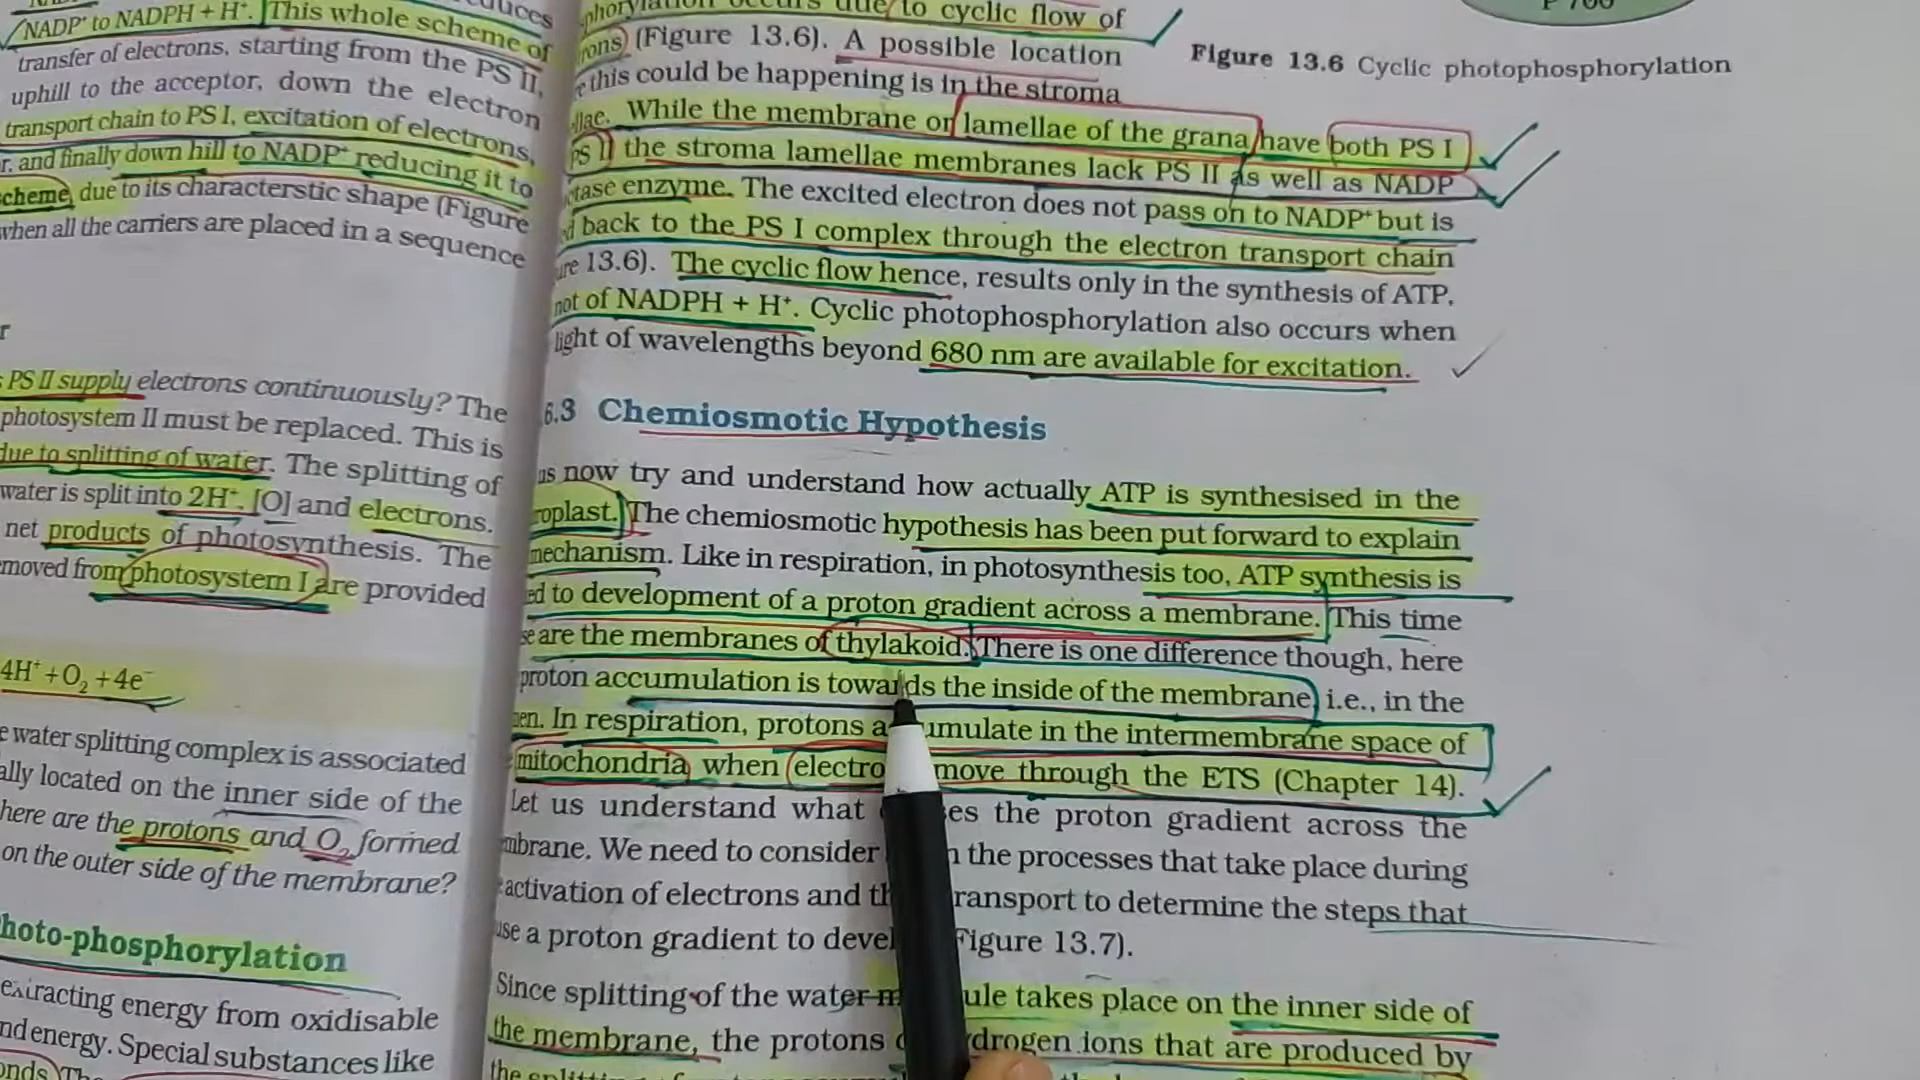 NADP⁺ to NADPH + H⁺. This whole scheme of
transfer of electrons, starting from the PS II,
uphill to the acceptor, down the electron
transport chain to PS I, excitation of electrons,
and finally down hill to NADP⁺ reducing it to
scheme, due to its characterstic shape (Figure
when all the carriers are placed in a sequence
PS II supply electrons continuously? The
photosystem II must be replaced. This is
due to splitting of water. The splitting of
water is split into 2H⁺, [O] and electrons.
net products of photosynthesis. The
from photosystem I are provided
4H⁺ + O₂ + 4e⁻
water splitting complex is associated
located on the inner side of the
here are the protons and O₂ formed
on the outer side of the membrane?
hoto-phosphorylation
extracting energy from oxidisable
energy. Special substances like
occurs due to cyclic flow of
(Figure 13.6). A possible location
this could be happening is in the stroma
While the membrane or lamellae of the grana have both PS I
PS II the stroma lamellae membranes lack PS II as well as NADP
enzyme. The excited electron does not pass on to NADP⁺ but is
back to the PS I complex through the electron transport chain
13.6). The cyclic flow hence, results only in the synthesis of ATP,
not of NADPH + H⁺. Cyclic photophosphorylation also occurs when
light of wavelengths beyond 680 nm are available for excitation.
P 700
Figure 13.6 Cyclic photophosphorylation
6.3 Chemiosmotic Hypothesis
us now try and understand how actually ATP is synthesised in the
roplast. The chemiosmotic hypothesis has been put forward to explain
mechanism. Like in respiration, in photosynthesis too, ATP synthesis is
ed to development of a proton gradient across a membrane. This time
are the membranes of thylakoid. There is one difference though, here
proton accumulation is towards the inside of the membrane, i.e., in the
In respiration, protons a umulate in the intermembrane space of
mitochondria when electro move through the ETS (Chapter 14).
Let us understand what es the proton gradient across the
mbrane. We need to consider the processes that take place during
activation of electrons and th ransport to determine the steps that
use a proton gradient to deve Figure 13.7).
Since splitting of the water m ule takes place on the inner side of
the membrane, the protons drogen ions that are produced by